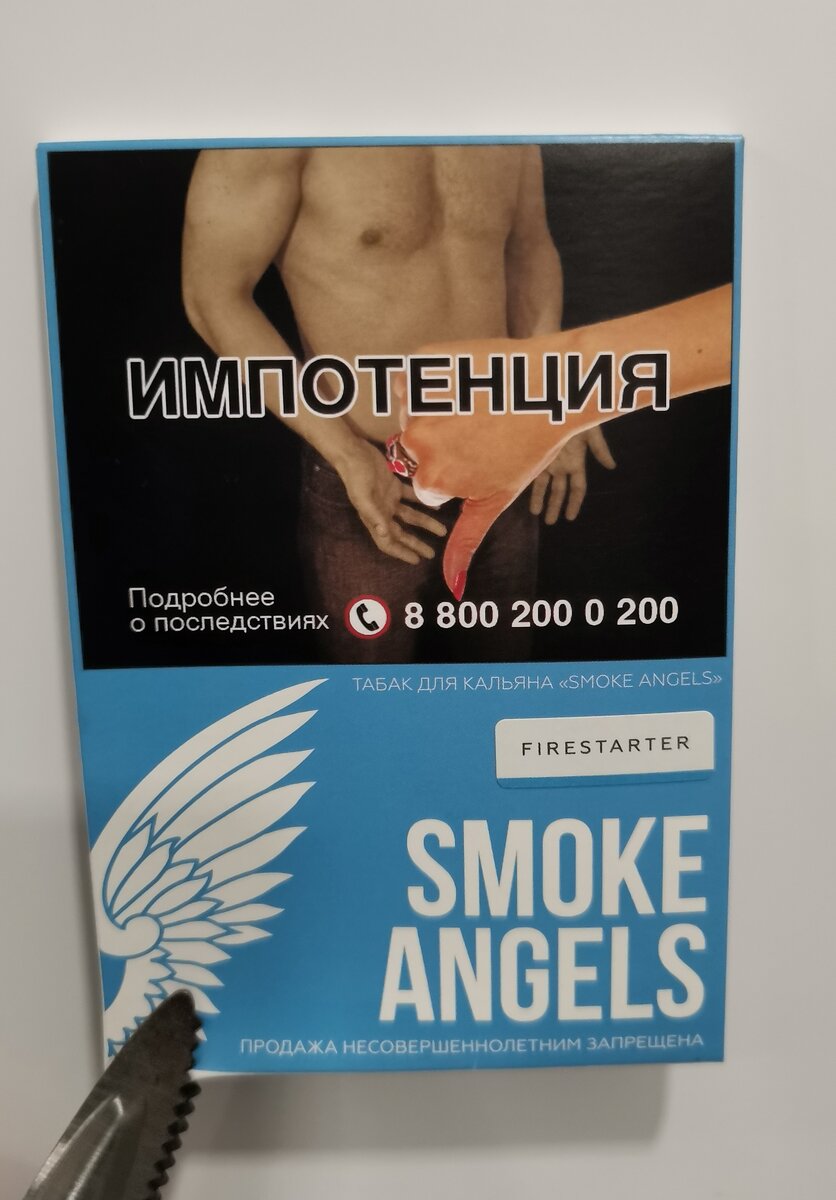 ИМПОТЕНЦИЯ
Подробнее
о последствиях 8 800 200 0 200
ТАБАК ДЛЯ КАЛЬЯНА «SMOKE ANGELS»
FIRESTARTER
SMOKE
ANGELS
ПРОДАЖА НЕСОВЕРШЕННОЛЕТНИМ ЗАПРЕЩЕНА